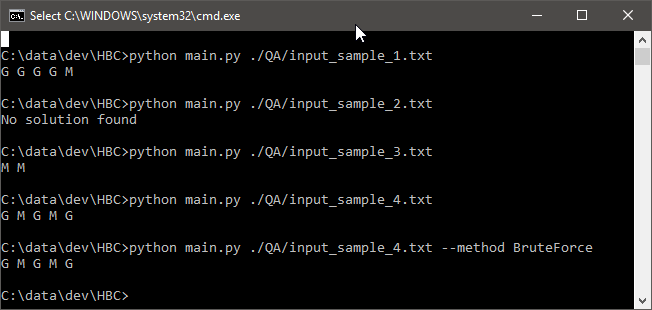 Select C:\WINDOWS\system32\cmd.exe
C:\data\dev\HBC>python main.py ./QA/input_sample_1.txt
G G G G M
C:\data\dev\HBC>python main.py ./QA/input_sample_2.txt
No solution found
C:\data\dev\HBC>python main.py ./QA/input_sample_3.txt
M M
C:\data\dev\HBC>python main.py ./QA/input_sample_4.txt
G M G M G
C:\data\dev\HBC>python main.py ./QA/input_sample_4.txt --method BruteForce
G M G M G
C:\data\dev\HBC>